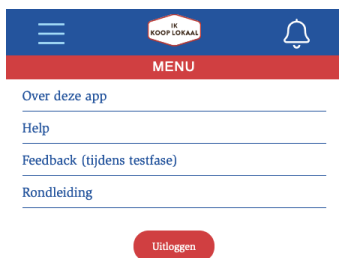 IK
KOOP LOKAAL
MENU
Over deze app
Help
Feedback (tijdens testfase)
Rondleiding
Uitloggen